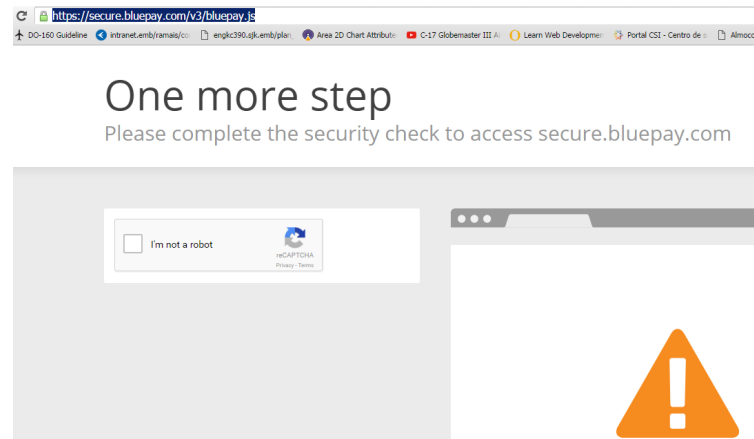 https://secure.bluepay.com/v3/bluepay.js
DO-160 Guideline intranet.emb/ramais/co engkc390.sjk.emb/plan Area 2D Chart Attribute C-17 Globemaster III A Learn Web Developmen Portal CSI - Centro de s Almoco
One more step
Please complete the security check to access secure.bluepay.com
I'm not a robot
reCAPTCHA
Privacy - Terms